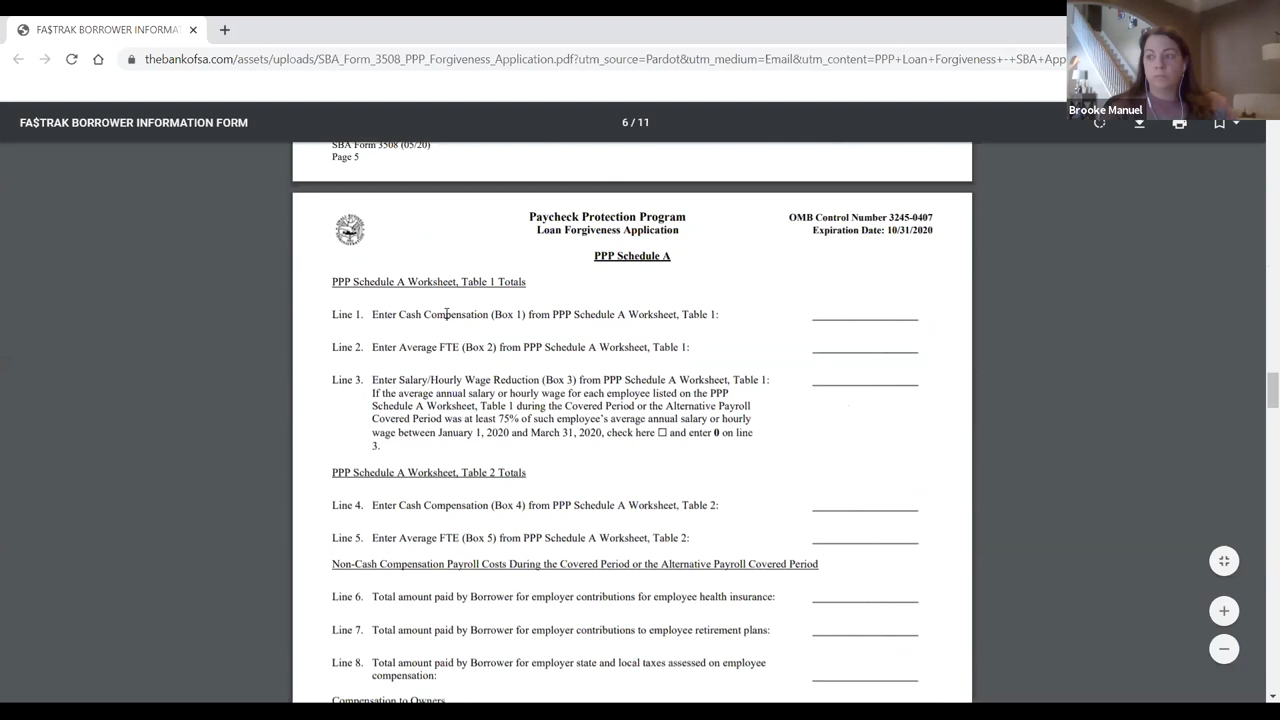 FA$TRAK BORROWER INFORMA
thebankofsa.com/assets/uploads/SBA_Form_3508_PPP_Forgiveness_Application.pdf?utm_source=Pardot&utm_medium=Email&utm_content=PPP+Loan+Forgiveness+-+SBA+App
Brooke Manuel
FA$TRAK BORROWER INFORMATION FORM
6 / 11
SBA Form 3508 (05/20)
Page 5
Paycheck Protection Program
Loan Forgiveness Application
OMB Control Number 3245-0407
Expiration Date: 10/31/2020
PPP Schedule A
PPP Schedule A Worksheet, Table 1 Totals
Line 1. Enter Cash Compensation (Box 1) from PPP Schedule A Worksheet, Table 1:
Line 2. Enter Average FTE (Box 2) from PPP Schedule A Worksheet, Table 1:
Line 3. Enter Salary/Hourly Wage Reduction (Box 3) from PPP Schedule A Worksheet, Table 1:
If the average annual salary or hourly wage for each employee listed on the PPP
Schedule A Worksheet, Table 1 during the Covered Period or the Alternative Payroll
Covered Period was at least 75% of such employee's average annual salary or hourly
wage between January 1, 2020 and March 31, 2020, check here ☐ and enter 0 on line
3.
PPP Schedule A Worksheet, Table 2 Totals
Line 4. Enter Cash Compensation (Box 4) from PPP Schedule A Worksheet, Table 2:
Line 5. Enter Average FTE (Box 5) from PPP Schedule A Worksheet, Table 2:
Non-Cash Compensation Payroll Costs During the Covered Period or the Alternative Payroll Covered Period
Line 6. Total amount paid by Borrower for employer contributions for employee health insurance:
Line 7. Total amount paid by Borrower for employer contributions to employee retirement plans:
Line 8. Total amount paid by Borrower for employer state and local taxes assessed on employee
compensation:
Compensation to Owners